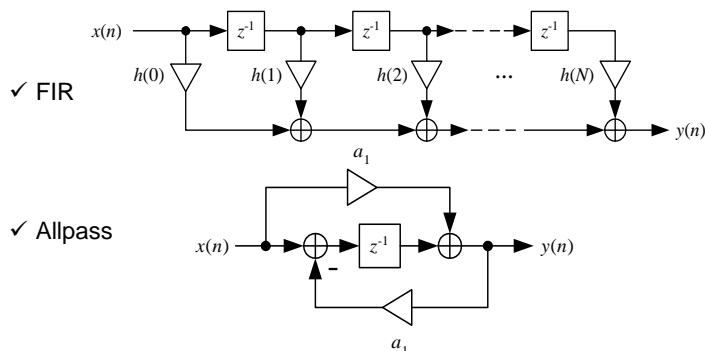 x(n) z⁻¹ z⁻¹ z⁻¹
h(0) h(1) h(2) ... h(N)
✓ FIR
y(n)
a₁
✓ Allpass
x(n) z⁻¹ y(n)
-
a₁